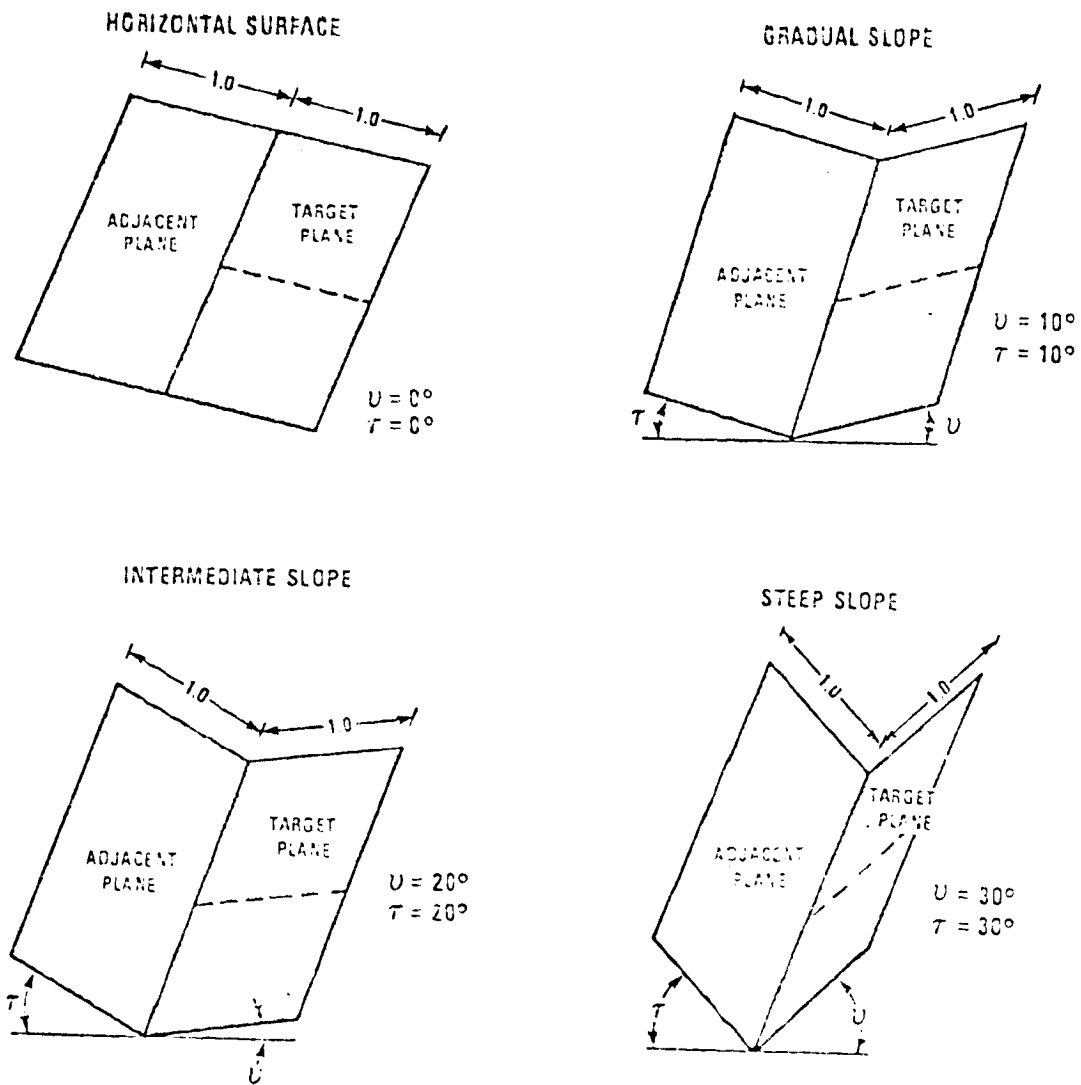 HORIZONTAL SURFACE
1.0
1.0
ADJACENT
PLANE
TARGET
PLANE
υ = 0°
τ = 0°
GRADUAL SLOPE
1.0
1.0
TARGET
PLANE
ADJACENT
PLANE
υ = 10°
τ = 10°
τ
υ
INTERMEDIATE SLOPE
1.0
1.0
TARGET
PLANE
ADJACENT
PLANE
υ = 20°
τ = 20°
τ
υ
STEEP SLOPE
1.0
1.0
TARGET
PLANE
ADJACENT
PLANE
υ = 30°
τ = 30°
τ
υ